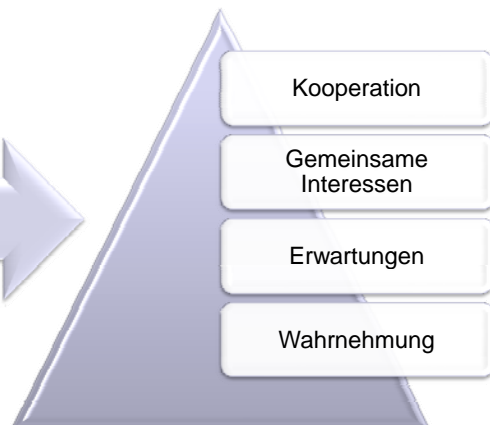 Kooperation
Gemeinsame
Interessen
Erwartungen
Wahrnehmung